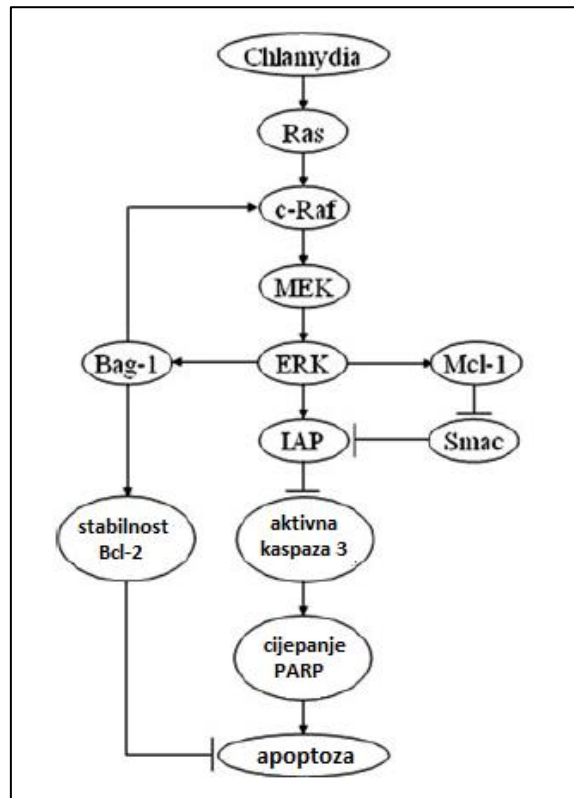 Chlamydia
Ras
c-Raf
MEK
Bag-1
ERK
Mcl-1
IAP
Smac
stabilnost
Bcl-2
aktivna
kaspaza 3
cijepanje
PARP
apoptoza